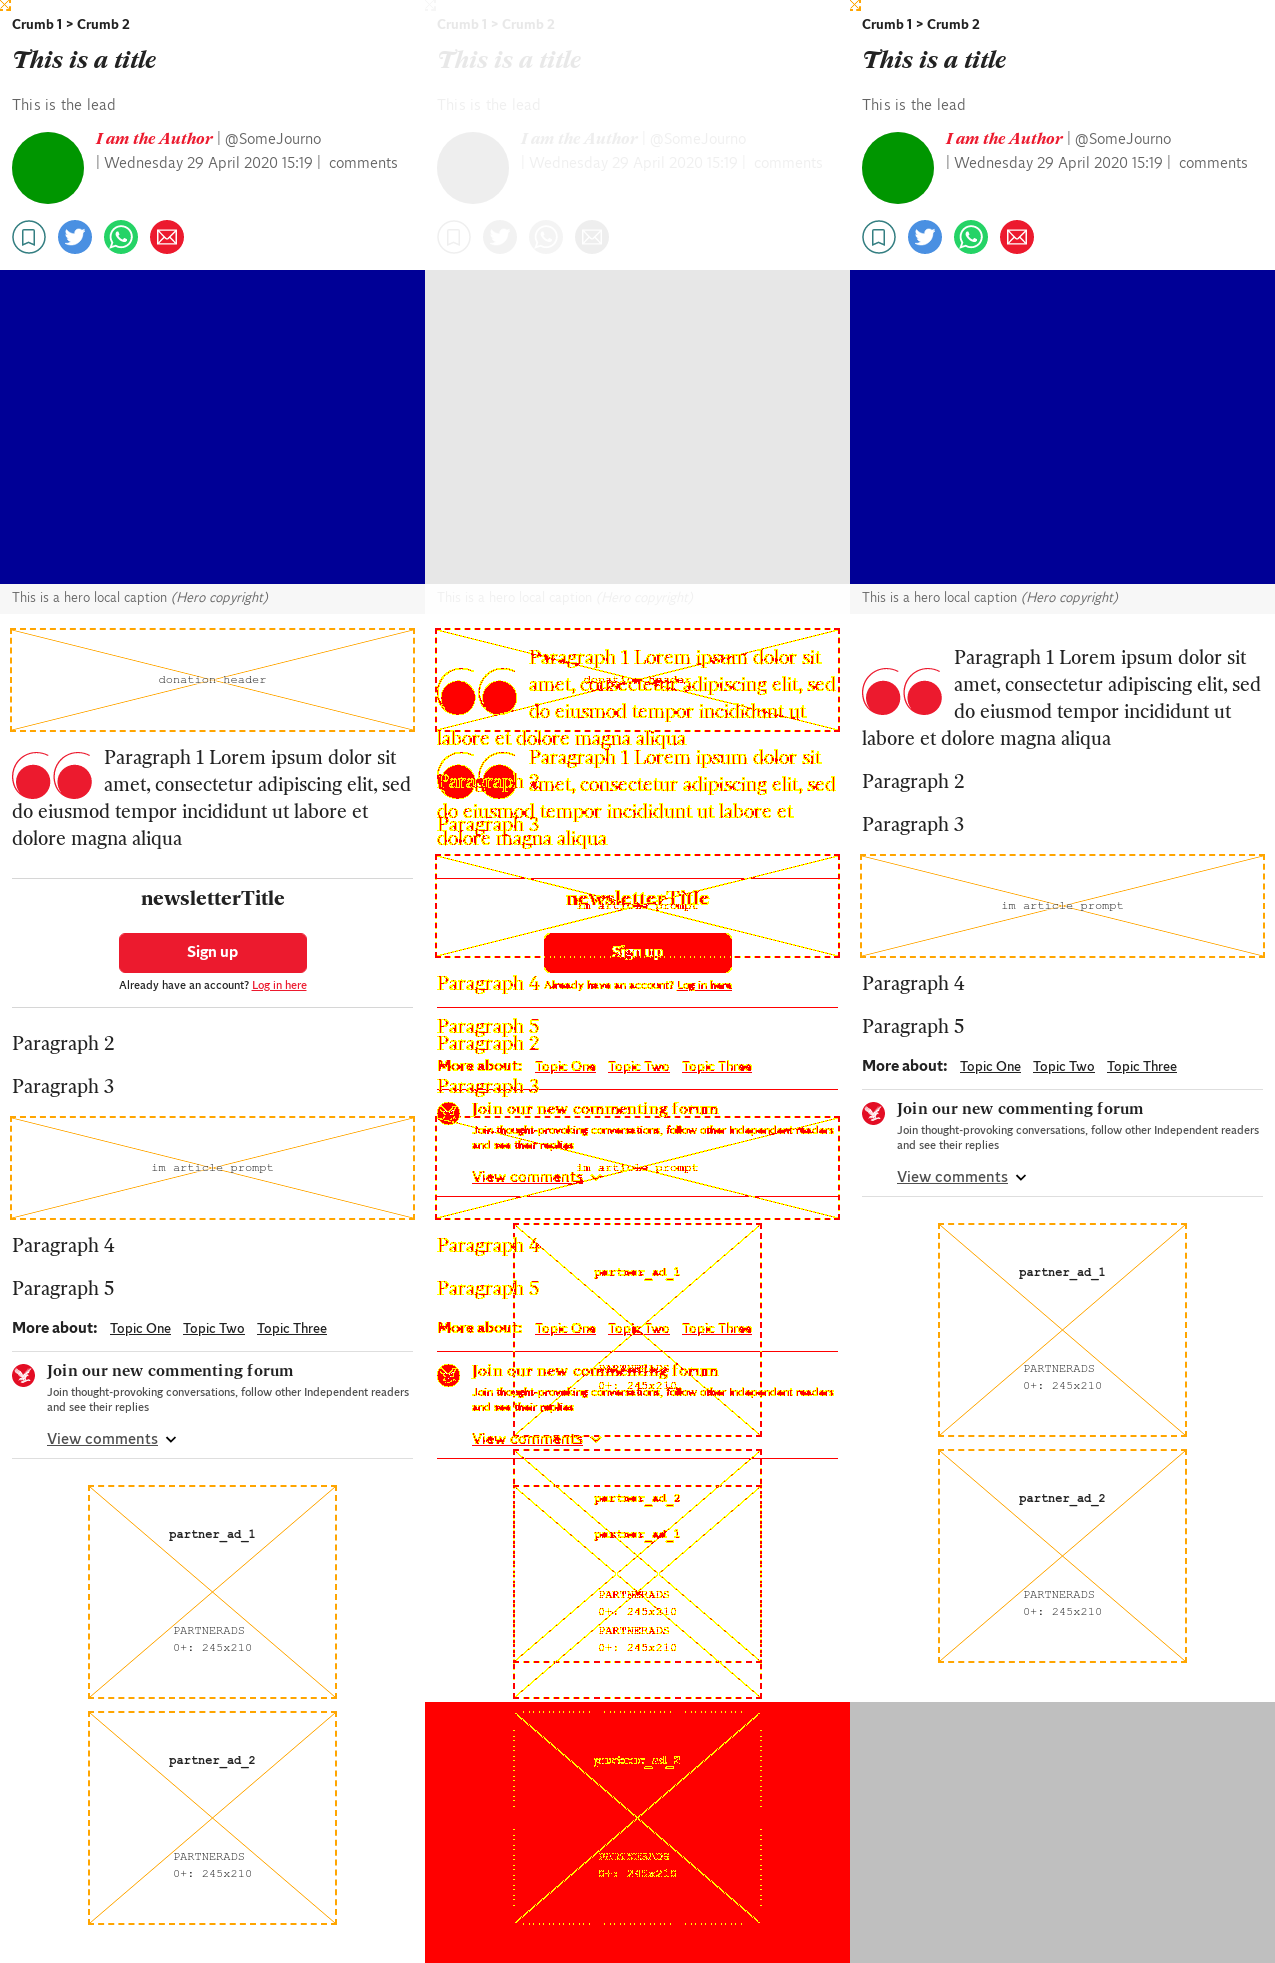 Crumb 1 > Crumb 2
This is a title
This is the lead
I am the Author | @SomeJourno
| Wednesday 29 April 2020 15:19 | comments
This is a hero local caption (Hero copyright)
donation header
Paragraph 1 Lorem ipsum dolor sit
amet, consectetur adipiscing elit, sed
do eiusmod tempor incididunt ut labore et
dolore magna aliqua
newsletterTitle
Sign up
Already have an account? Log in here
Paragraph 2
Paragraph 3
im article prompt
Paragraph 4
Paragraph 5
More about: Topic One Topic Two Topic Three
Join our new commenting forum
Join thought-provoking conversations, follow other Independent readers
and see their replies
View comments
partner_ad_1
PARTNERADS
0+: 245x210
partner_ad_2
PARTNERADS
0+: 245x210
Crumb 1 > Crumb 2
This is a title
This is the lead
I am the Author | @SomeJourno
| Wednesday 29 April 2020 15:19 | comments
This is a hero local caption (Hero copyright)
Paragraph 1 Lorem ipsum dolor sit
amet, consectetur adipiscing elit, sed
do eiusmod tempor incididunt ut
labore et dolore magna aliqua
Paragraph 1 Lorem ipsum dolor sit
amet, consectetur adipiscing elit, sed
Paragraph 2
do eiusmod tempor incididunt ut labore et
Paragraph 3
dolore magna aliqua
newsletterTitle
im article prompt
Sign up
Paragraph 4
Already have an account? Log in here
Paragraph 5
Paragraph 2
More about: Topic One Topic Two Topic Three
Paragraph 3
Join our new commenting forum
Join thought-provoking conversations, follow other Independent readers
and see their replies
im article prompt
View comments
Paragraph 4
partner_ad_1
Paragraph 5
More about: Topic One Topic Two Topic Three
PARTNERADS
Join our new commenting forum
0+: 245x210
Join thought-provoking conversations, follow other Independent readers
and see their replies
View comments
partner_ad_2
partner_ad_1
PARTNERADS
0+: 245x210
PARTNERADS
0+: 245x210
partner_ad_2
PARTNERADS
0+: 245x210
Crumb 1 > Crumb 2
This is a title
This is the lead
I am the Author | @SomeJourno
| Wednesday 29 April 2020 15:19 | comments
This is a hero local caption (Hero copyright)
Paragraph 1 Lorem ipsum dolor sit
amet, consectetur adipiscing elit, sed
do eiusmod tempor incididunt ut
labore et dolore magna aliqua
Paragraph 2
Paragraph 3
im article prompt
Paragraph 4
Paragraph 5
More about: Topic One Topic Two Topic Three
Join our new commenting forum
Join thought-provoking conversations, follow other Independent readers
and see their replies
View comments
partner_ad_1
PARTNERADS
0+: 245x210
partner_ad_2
PARTNERADS
0+: 245x210